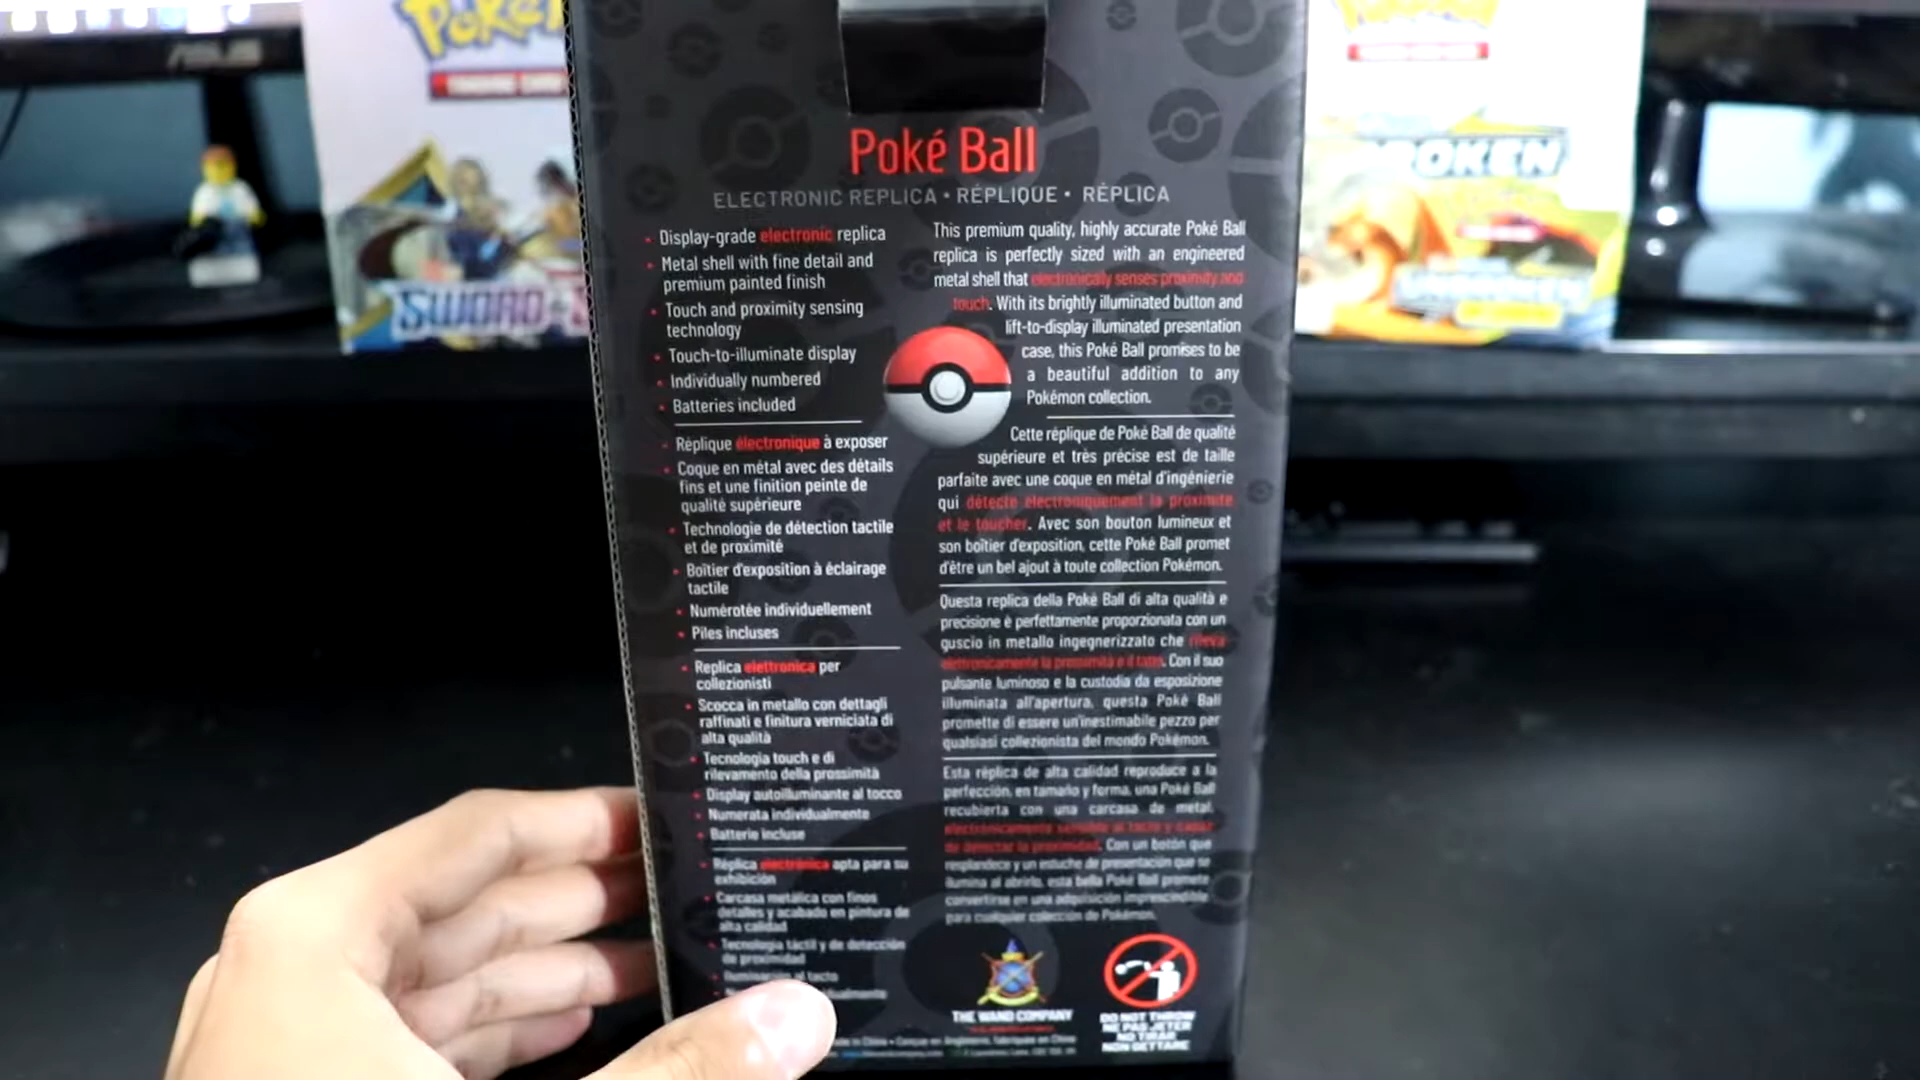 ASUS
Poké Ball
ELECTRONIC REPLICA • RÉPLIQUE • RÉPLICA
• Display-grade electronic replica
• Metal shell with fine detail and
premium painted finish
• Touch and proximity sensing
technology
• Touch-to-illuminate display
• Individually numbered
• Batteries included
• Réplique électronique à exposer
• Coque en métal avec des détails
fins et une finition peinte de
qualité supérieure
• Technologie de détection tactile
et de proximité
• Boîtier d'exposition à éclairage
tactile
• Numérotée individuellement
• Piles incluses
• Replica elettronica per
collezionisti
• Scocca in metallo con dettagli
raffinati e finitura verniciata di
alta qualità
• Tecnologia touch e di
rilevamento della prossimità
• Display autoilluminante al tocco
• Numerata individualmente
• Batterie incluse
• Réplica electrónica apta para su
exhibición
• Carcasa metálica con finos
detalles y acabado en pintura de
alta calidad
• Tecnología táctil y de detección
de proximidad
• Iluminación al tacto
This premium quality, highly accurate Poké Ball
replica is perfectly sized with an engineered
metal shell that electronically senses proximity and
touch. With its brightly illuminated button and
lift-to-display illuminated presentation
case, this Poké Ball promises to be
a beautiful addition to any
Pokémon collection.
Cette réplique de Poké Ball de qualité
supérieure et très précise est de taille
parfaite avec une coque en métal d'ingénierie
qui détecte électroniquement la proximité
et le toucher. Avec son bouton lumineux et
son boîtier d'exposition, cette Poké Ball promet
d'être un bel ajout à toute collection Pokémon.
Questa replica della Poké Ball di alta qualità e
precisione è perfettamente proporzionata con un
guscio in metallo ingegnerizzato che rileva
elettronicamente la prossimità e il tatto. Con il suo
pulsante luminoso e la custodia da esposizione
illuminata all'apertura, questa Poké Ball
promette di essere un'inestimabile pezzo per
qualsiasi collezionista del mondo Pokémon.
Esta réplica de alta calidad reproduce a la
perfección, en tamaño y forma, una Poké Ball
recubierta con una carcasa de metal,
electrónicamente sensible al tacto y capaz
de detectar la proximidad. Con un botón que
resplandece y un estuche de presentación que se
ilumina al abrirlo, esta bella Poké Ball promete
convertirse en una adquisición imprescindible
para cualquier colección de Pokémon.
THE WAND COMPANY
DO NOT THROW
NE PAS JETER
NO TIRAR
NON GETTARE
SWORD